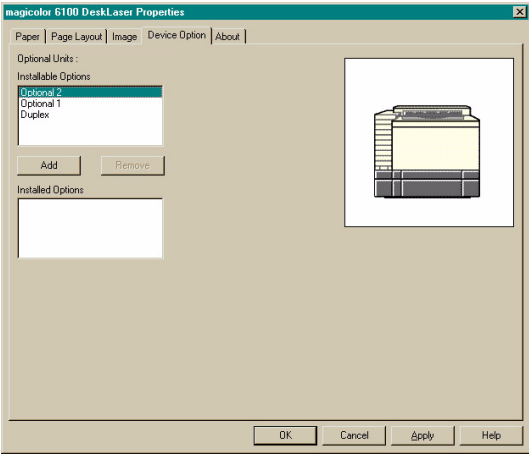 magicolor 6100 DeskLaser Properties
Paper Page Layout Image Device Option About
Optional Units :
Installable Options
Optional 2
Optional 1
Duplex
Add Remove
Installed Options
OK Cancel Apply Help